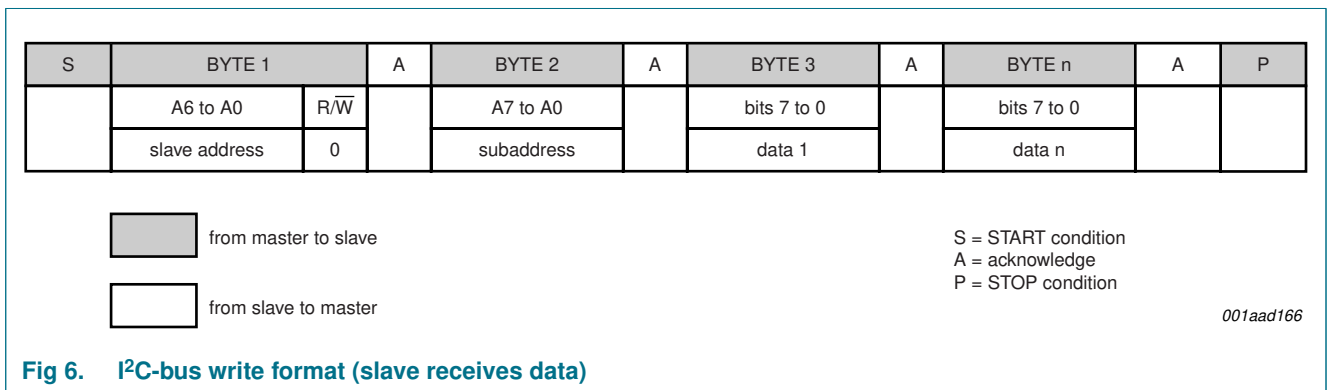 S BYTE 1 A BYTE 2 A BYTE 3 A BYTE n A P
A6 to A0 R/W̅ A7 to A0 bits 7 to 0 bits 7 to 0
slave address 0 subaddress data 1 data n
from master to slave
from slave to master
S = START condition
A = acknowledge
P = STOP condition
001aad166
Fig 6. I²C-bus write format (slave receives data)